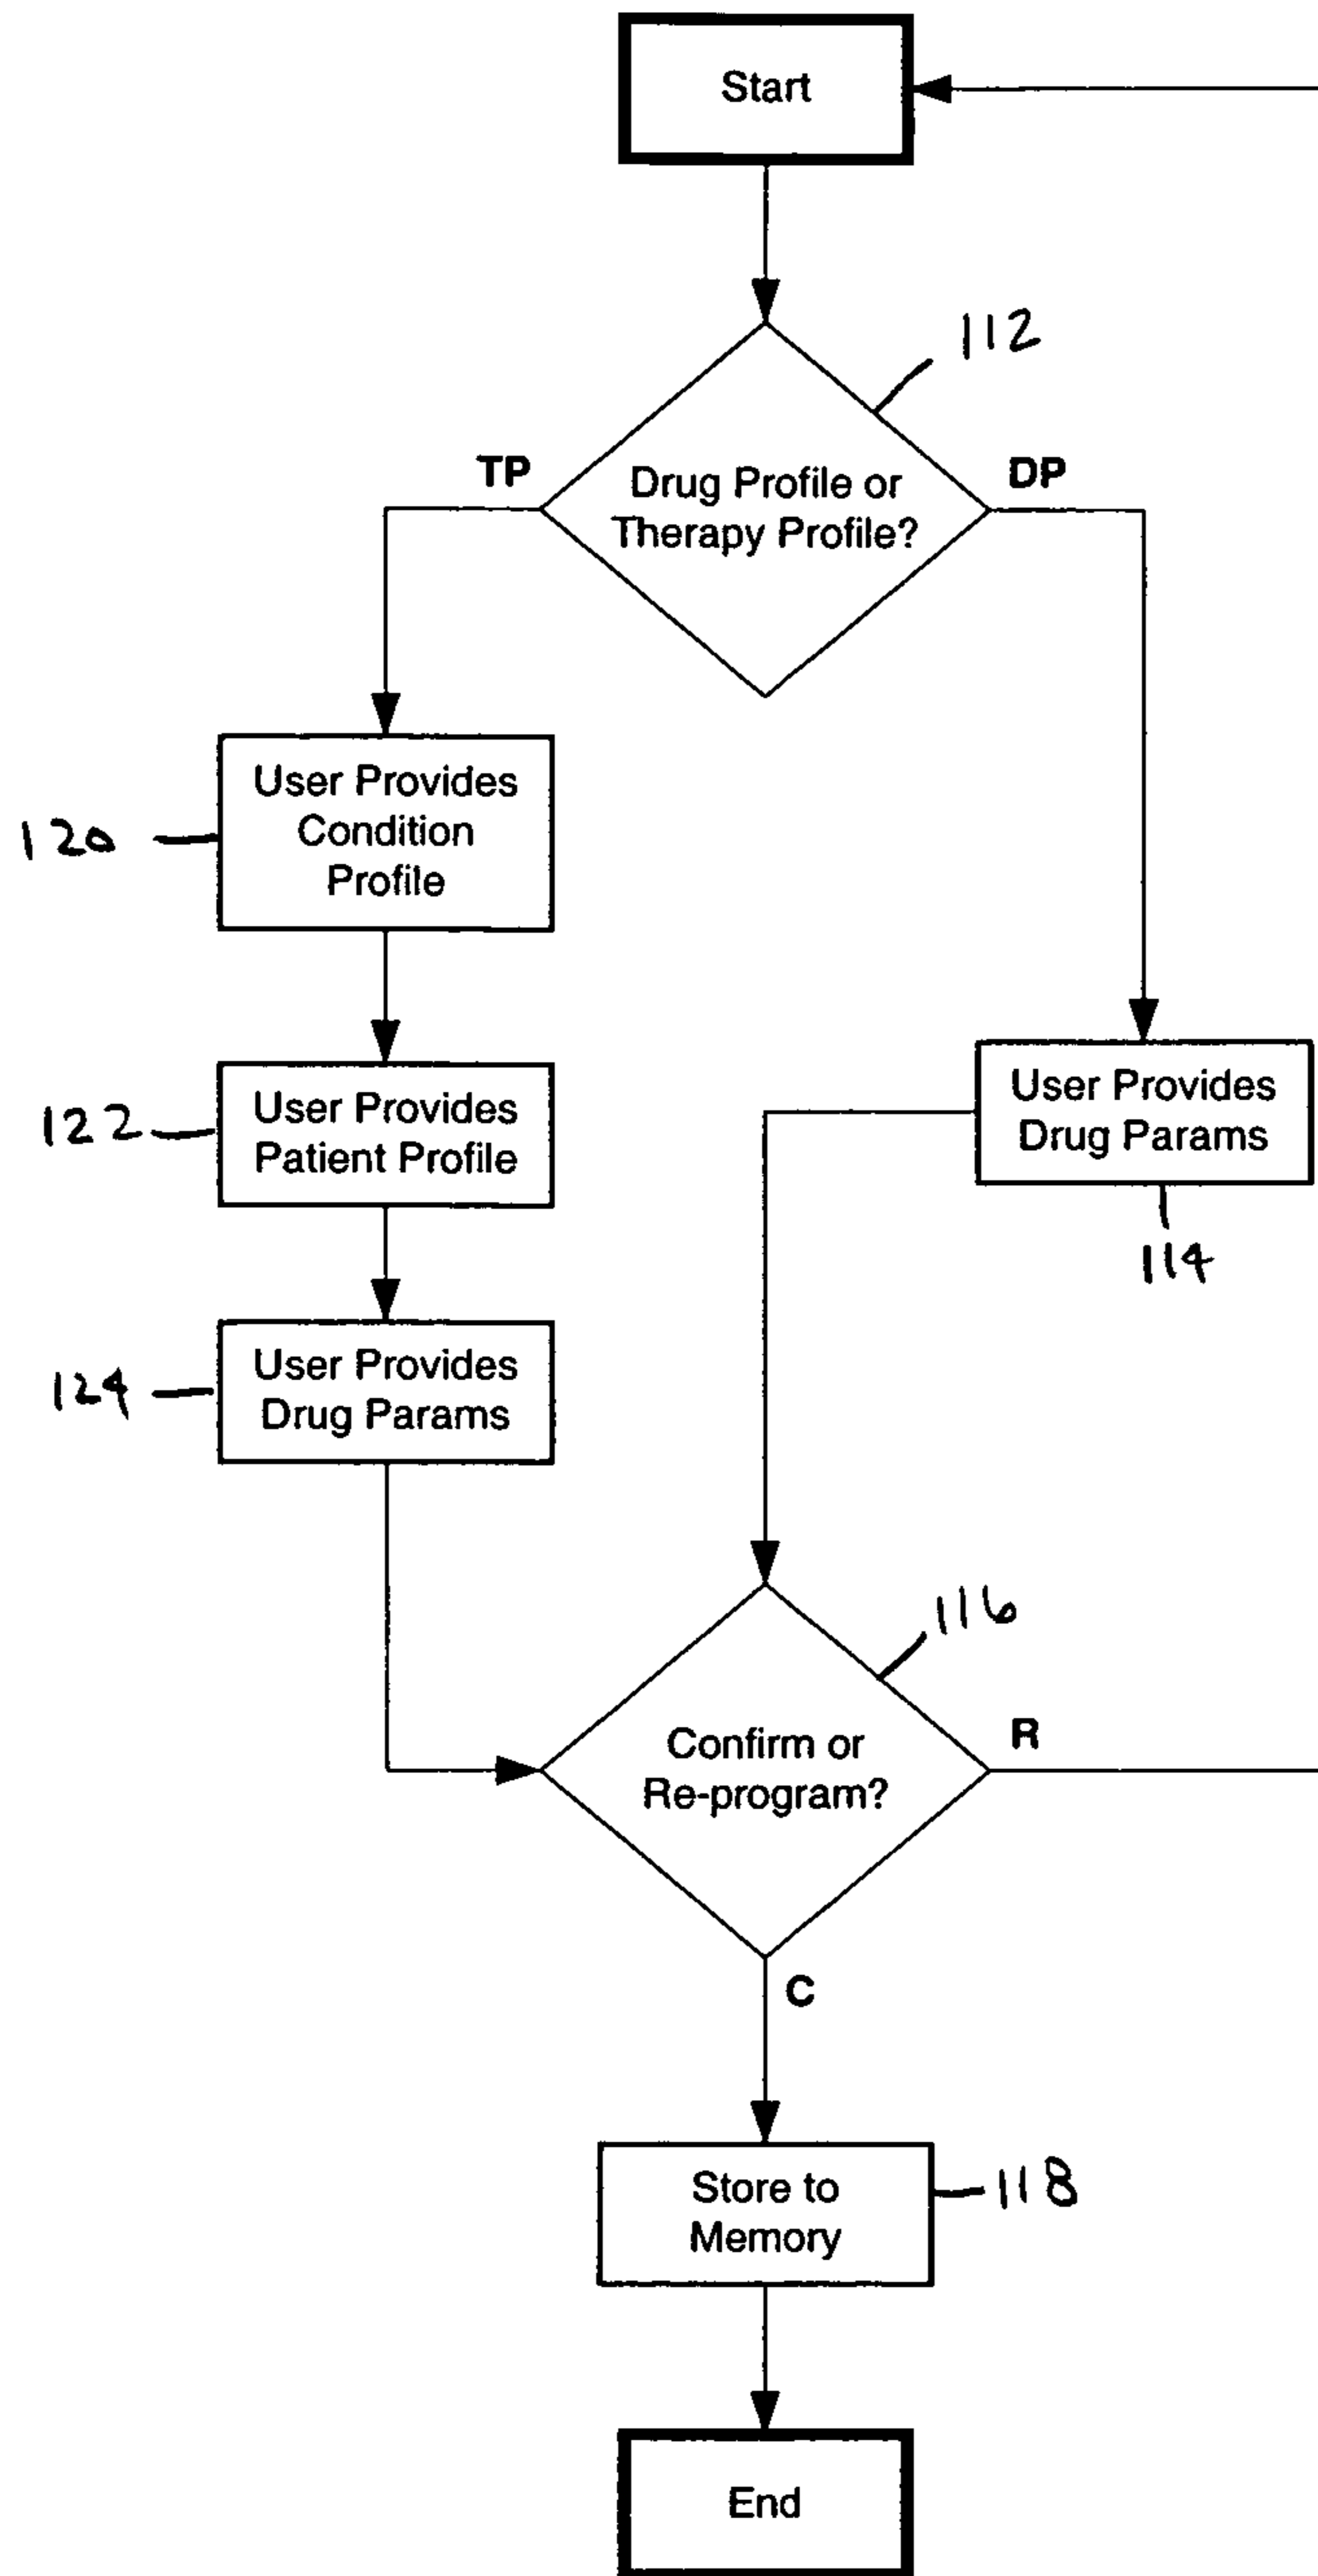 Start
112
TP
DP
Drug Profile or
Therapy Profile?
User Provides
Condition
Profile
120
User Provides
Patient Profile
122
User Provides
Drug Params
114
User Provides
Drug Params
124
116
Confirm or
Re-program?
R
C
Store to
Memory
118
End